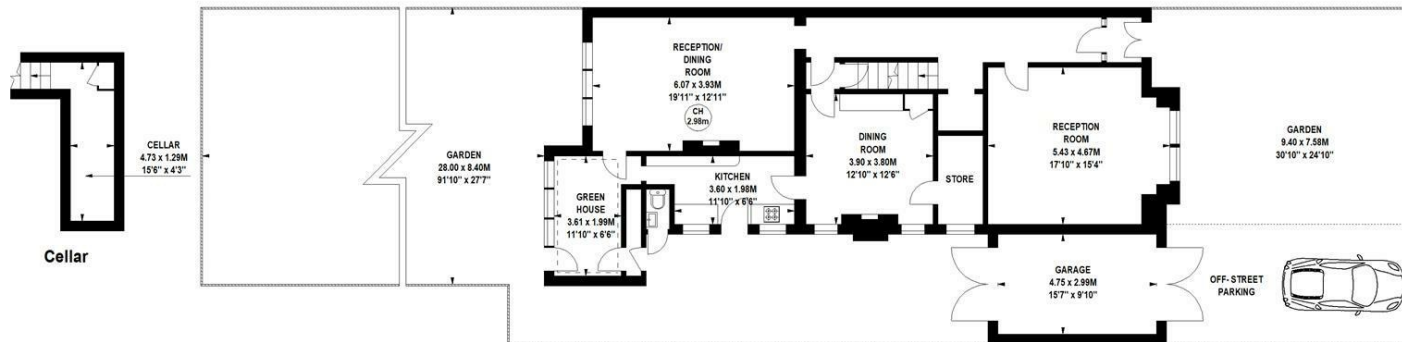 CELLAR
4.73 x 1.29M
15'6" x 4'3"
Cellar
GARDEN
28.00 x 8.40M
91'10" x 27'7"
RECEPTION/
DINING
ROOM
6.07 x 3.93M
19'11" x 12'11"
CH
2.98m
GREEN
HOUSE
3.61 x 1.99M
11'10" x 6'6"
KITCHEN
3.60 x 1.98M
11'10" x 6'6"
DINING
ROOM
3.90 x 3.80M
12'10" x 12'6"
STORE
RECEPTION
ROOM
5.43 x 4.67M
17'10" x 15'4"
GARDEN
9.40 x 7.58M
30'10" x 24'10"
GARAGE
4.75 x 2.99M
15'7" x 9'10"
OFF-STREET
PARKING